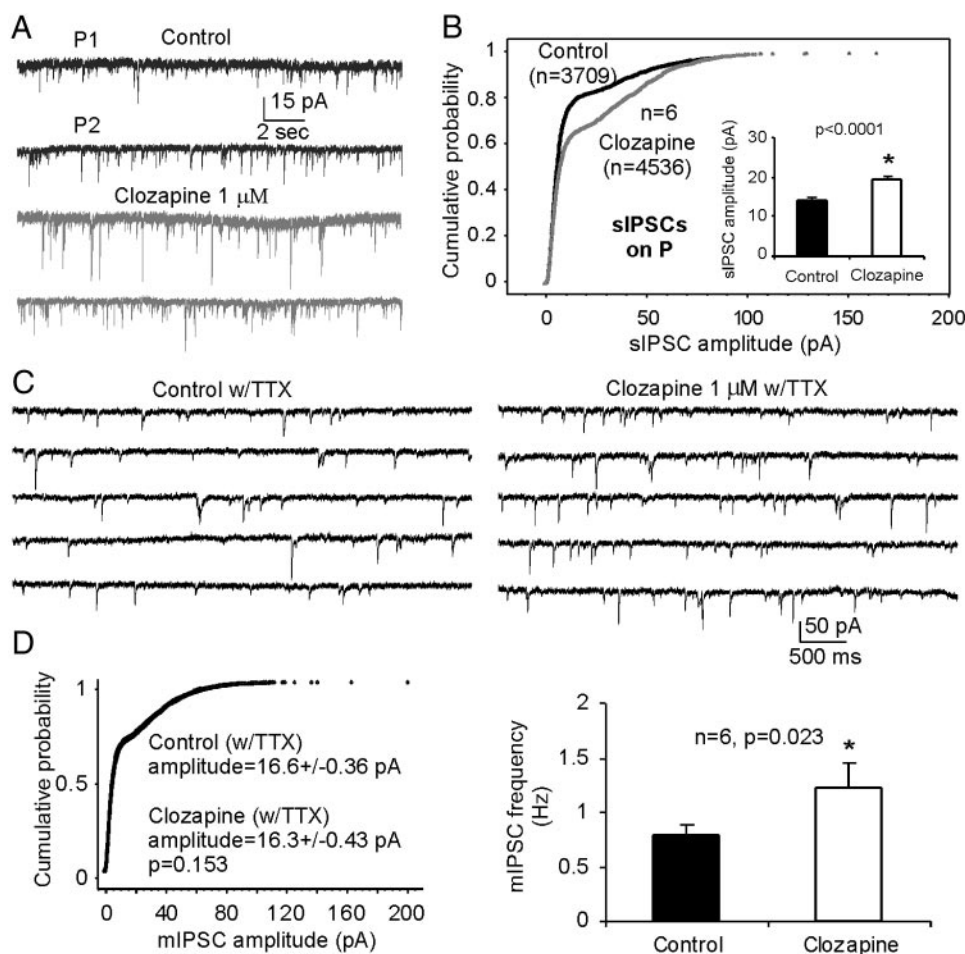 A
P1
Control
15 pA
2 sec
P2
Clozapine 1 μM
B
Cumulative probability
1
0.8
0.6
0.4
0.2
0
Control
(n=3709)
n=6
Clozapine
(n=4536)
sIPSCs
on P
sIPSC amplitude (pA)
30
20
10
0
p<0.0001
*
Control Clozapine
0 50 100 150 200
sIPSC amplitude (pA)
C
Control w/TTX
Clozapine 1 μM w/TTX
50 pA
500 ms
D
Cumulative probability
1
0.5
0
Control (w/TTX)
amplitude=16.6+/-0.36 pA
Clozapine (w/TTX)
amplitude=16.3+/-0.43 pA
p=0.153
0 40 80 120 160 200
mIPSC amplitude (pA)
mIPSC frequency
(Hz)
2
1.5
1
0.5
0
n=6, p=0.023
*
Control Clozapine